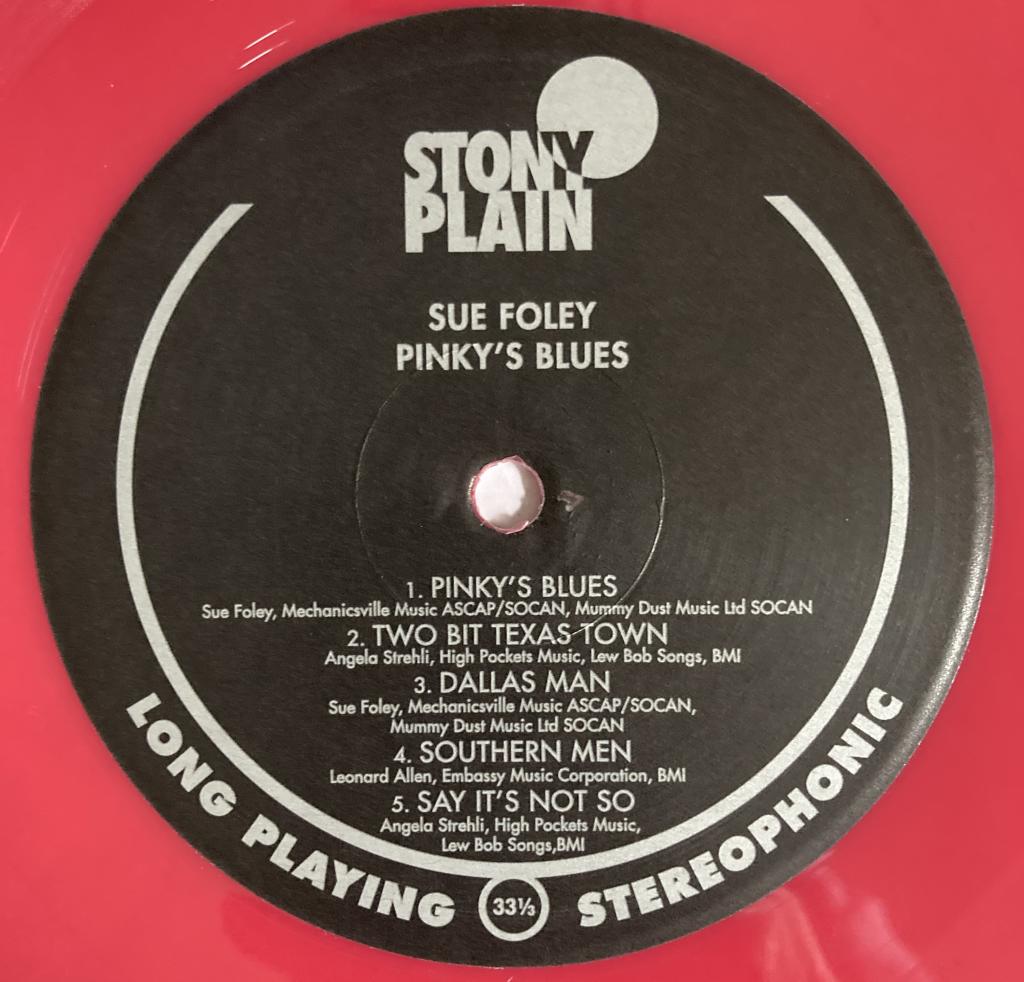 STONY
PLAIN
SUE FOLEY
PINKY'S BLUES
1. PINKY'S BLUES
Sue Foley, Mechanicsville Music ASCAP/SOCAN, Mummy Dust Music Ltd SOCAN
2. TWO BIT TEXAS TOWN
Angela Strehli, High Pockets Music, Lew Bob Songs, BMI
3. DALLAS MAN
Sue Foley, Mechanicsville Music ASCAP/SOCAN,
Mummy Dust Music Ltd SOCAN
4. SOUTHERN MEN
Leonard Allen, Embassy Music Corporation, BMI
5. SAY IT'S NOT SO
Angela Strehli, High Pockets Music,
Lew Bob Songs,BMI
LONG PLAYING 33⅓ STEREOPHONIC